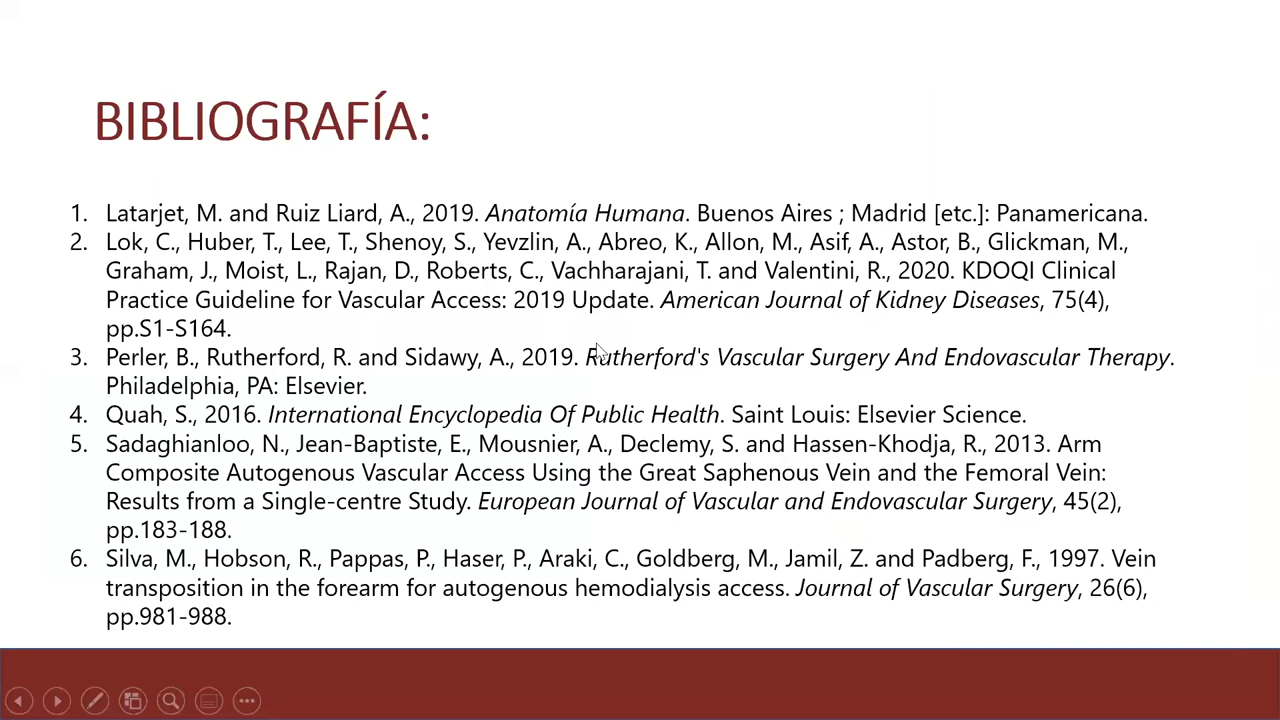 BIBLIOGRAFÍA:
1. Latarjet, M. and Ruiz Liard, A., 2019. Anatomía Humana. Buenos Aires ; Madrid [etc.]: Panamericana.
2. Lok, C., Huber, T., Lee, T., Shenoy, S., Yevzlin, A., Abreo, K., Allon, M., Asif, A., Astor, B., Glickman, M.,
Graham, J., Moist, L., Rajan, D., Roberts, C., Vachharajani, T. and Valentini, R., 2020. KDOQI Clinical
Practice Guideline for Vascular Access: 2019 Update. American Journal of Kidney Diseases, 75(4),
pp.S1-S164.
3. Perler, B., Rutherford, R. and Sidawy, A., 2019. Rutherford's Vascular Surgery And Endovascular Therapy.
Philadelphia, PA: Elsevier.
4. Quah, S., 2016. International Encyclopedia Of Public Health. Saint Louis: Elsevier Science.
5. Sadaghianloo, N., Jean-Baptiste, E., Mousnier, A., Declemy, S. and Hassen-Khodja, R., 2013. Arm
Composite Autogenous Vascular Access Using the Great Saphenous Vein and the Femoral Vein:
Results from a Single-centre Study. European Journal of Vascular and Endovascular Surgery, 45(2),
pp.183-188.
6. Silva, M., Hobson, R., Pappas, P., Haser, P., Araki, C., Goldberg, M., Jamil, Z. and Padberg, F., 1997. Vein
transposition in the forearm for autogenous hemodialysis access. Journal of Vascular Surgery, 26(6),
pp.981-988.